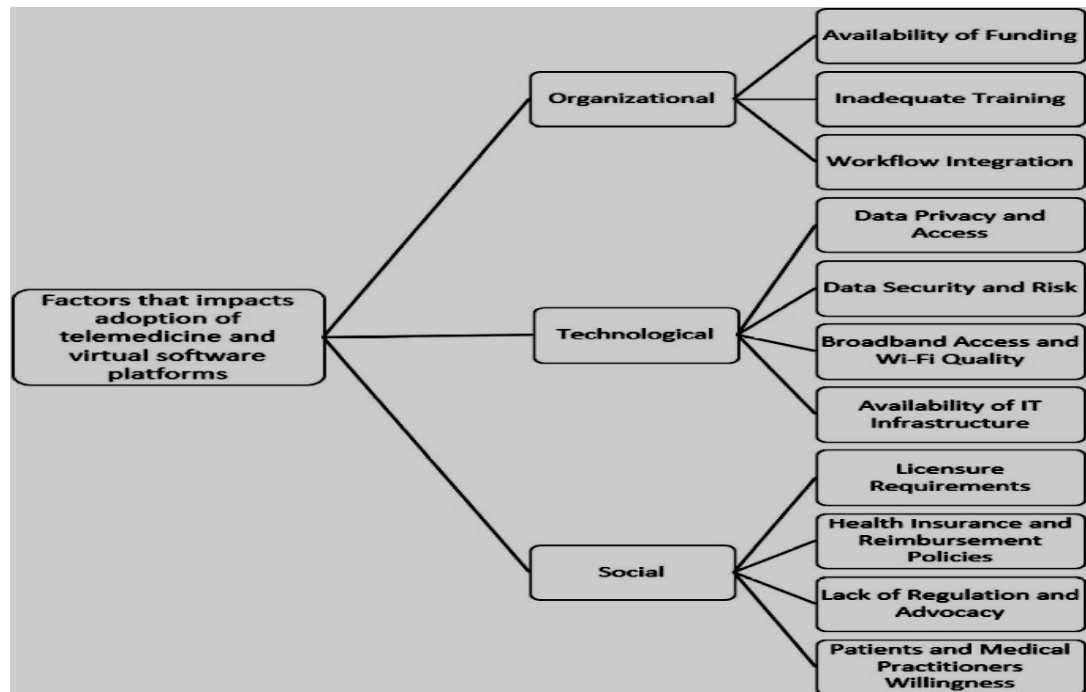 Factors that impacts
adoption of
telemedicine and
virtual software
platforms
Organizational
Availability of Funding
Inadequate Training
Workflow Integration
Technological
Data Privacy and
Access
Data Security and Risk
Broadband Access and
Wi-Fi Quality
Availability of IT
Infrastructure
Social
Licensure
Requirements
Health Insurance and
Reimbursement
Policies
Lack of Regulation and
Advocacy
Patients and Medical
Practitioners
Willingness